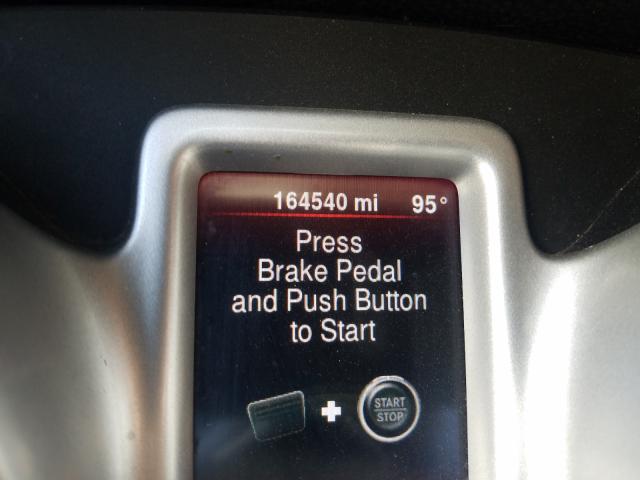 164540 mi 95°
Press
Brake Pedal
and Push Button
to Start
START
STOP